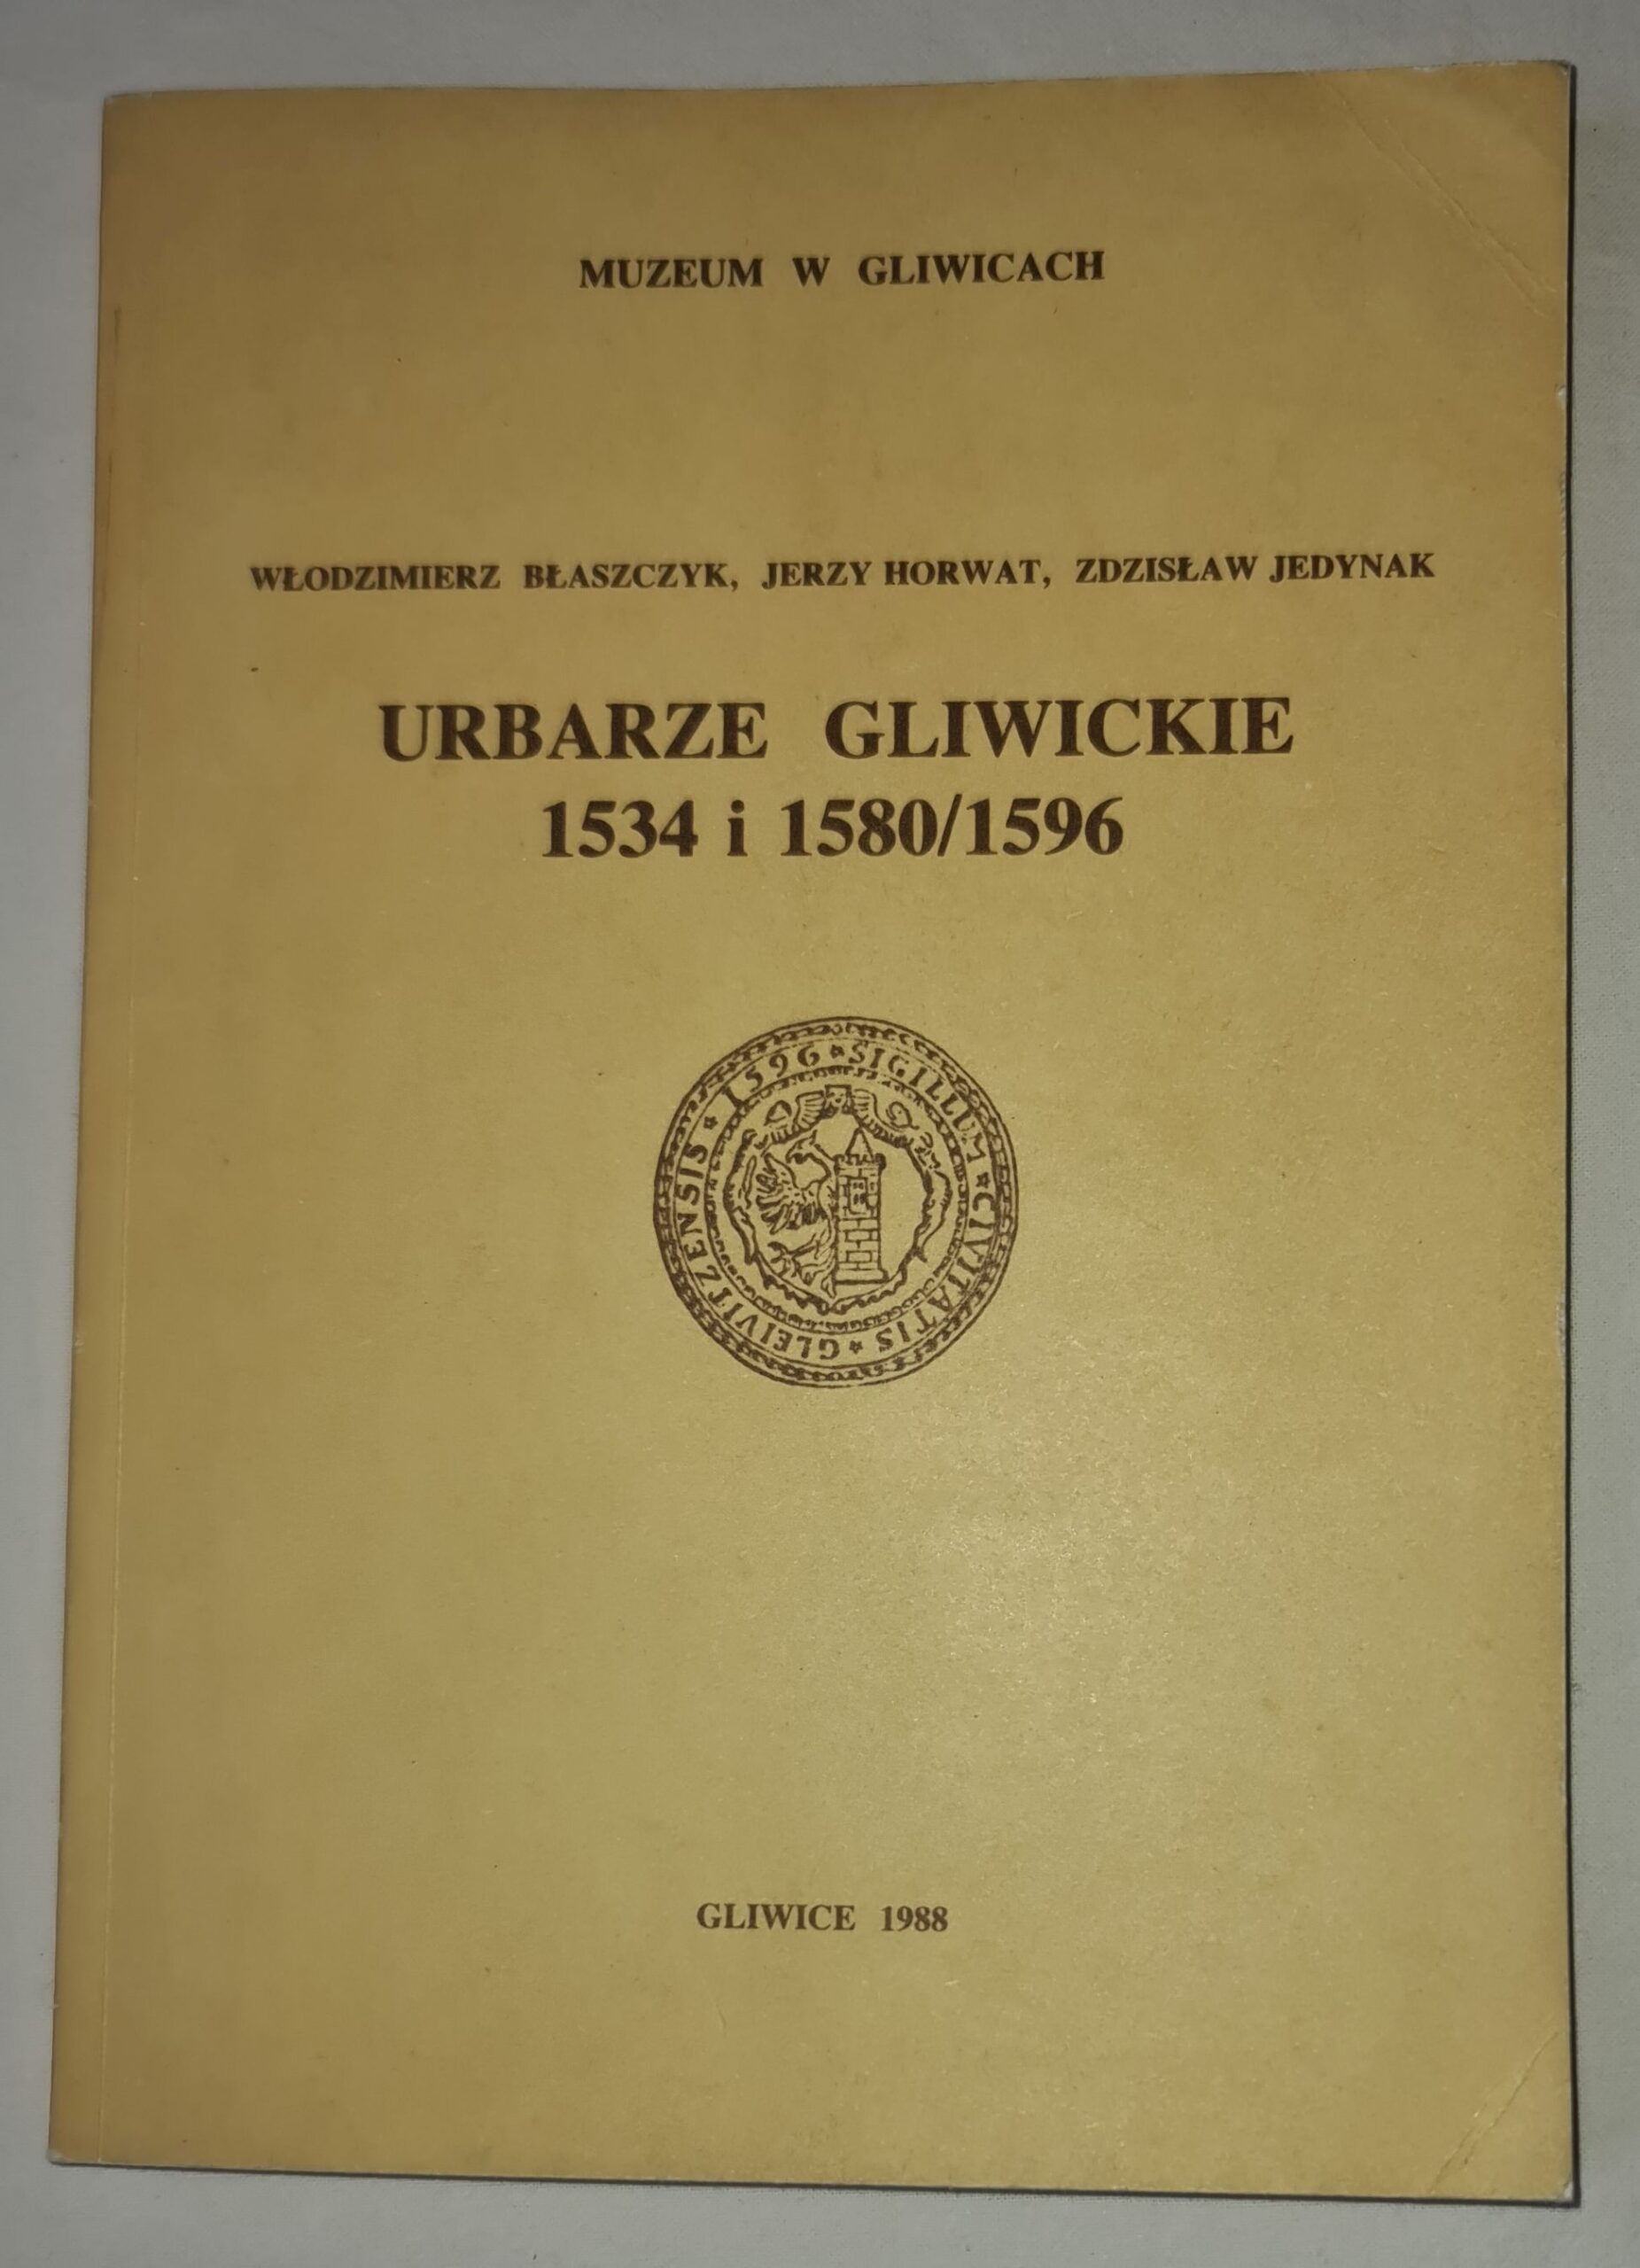 MUZEUM W GLIWICACH
WŁODZIMIERZ BŁASZCZYK, JERZY HORWAT, ZDZISŁAW JEDYNAK
URBARZE GLIWICKIE
1534 i 1580/1596
1596 * SIGILLUM * CIVITATIS * GLEIVITZENSIS *
GLIWICE 1988